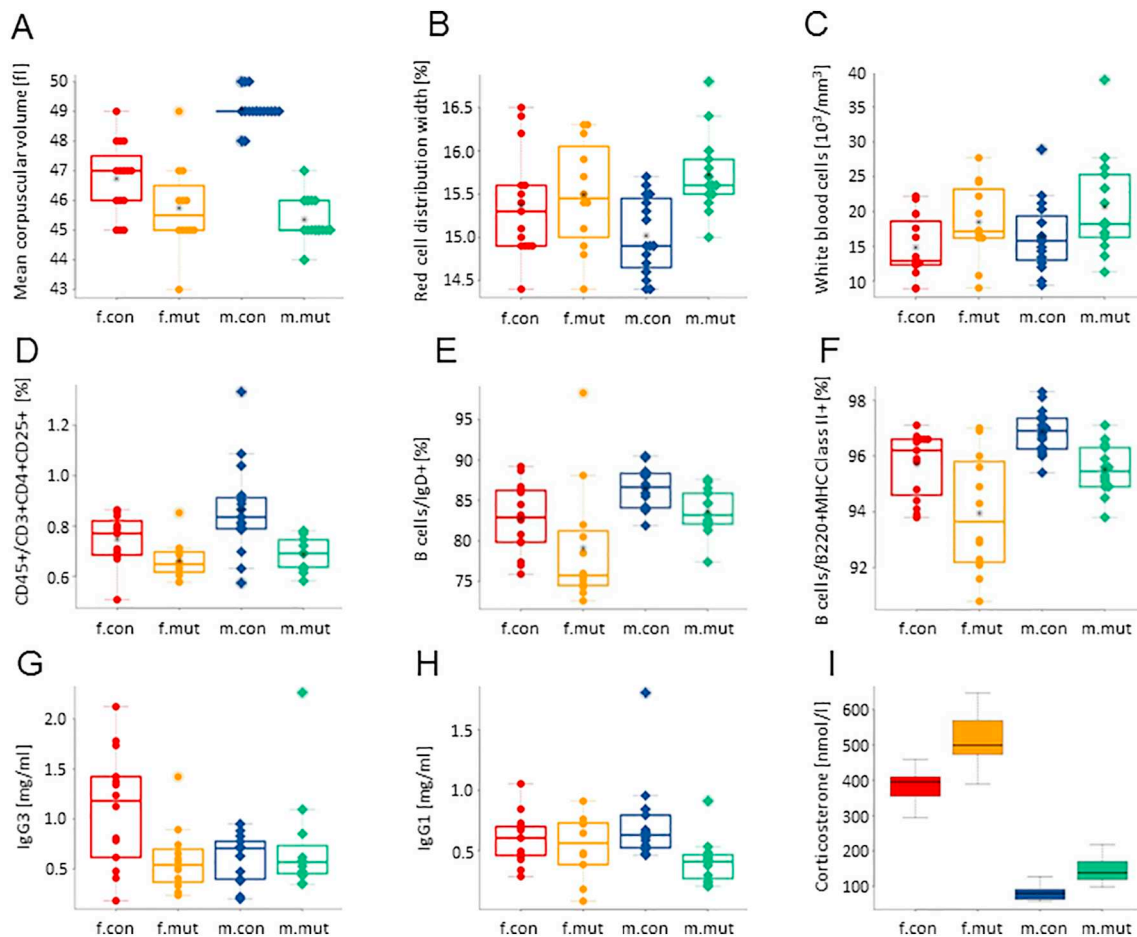 A
Mean corpuscular volume [fl]
50
49
48
47
46
45
44
43
f.con f.mut m.con m.mut
B
Red cell distribution width [%]
16.5
16.0
15.5
15.0
14.5
f.con f.mut m.con m.mut
C
White blood cells [10³/mm³]
40
35
30
25
20
15
10
f.con f.mut m.con m.mut
D
CD45+/CD3+CD4+CD25+ [%]
1.2
1.0
0.8
0.6
f.con f.mut m.con m.mut
E
B cells/IgD+ [%]
95
90
85
80
75
f.con f.mut m.con m.mut
F
B cells/B220+MHC Class II+ [%]
98
96
94
92
f.con f.mut m.con m.mut
G
IgG3 [mg/ml]
2.0
1.5
1.0
0.5
f.con f.mut m.con m.mut
H
IgG1 [mg/ml]
1.5
1.0
0.5
f.con f.mut m.con m.mut
I
Corticosterone [nmol/l]
600
500
400
300
200
100
f.con f.mut m.con m.mut